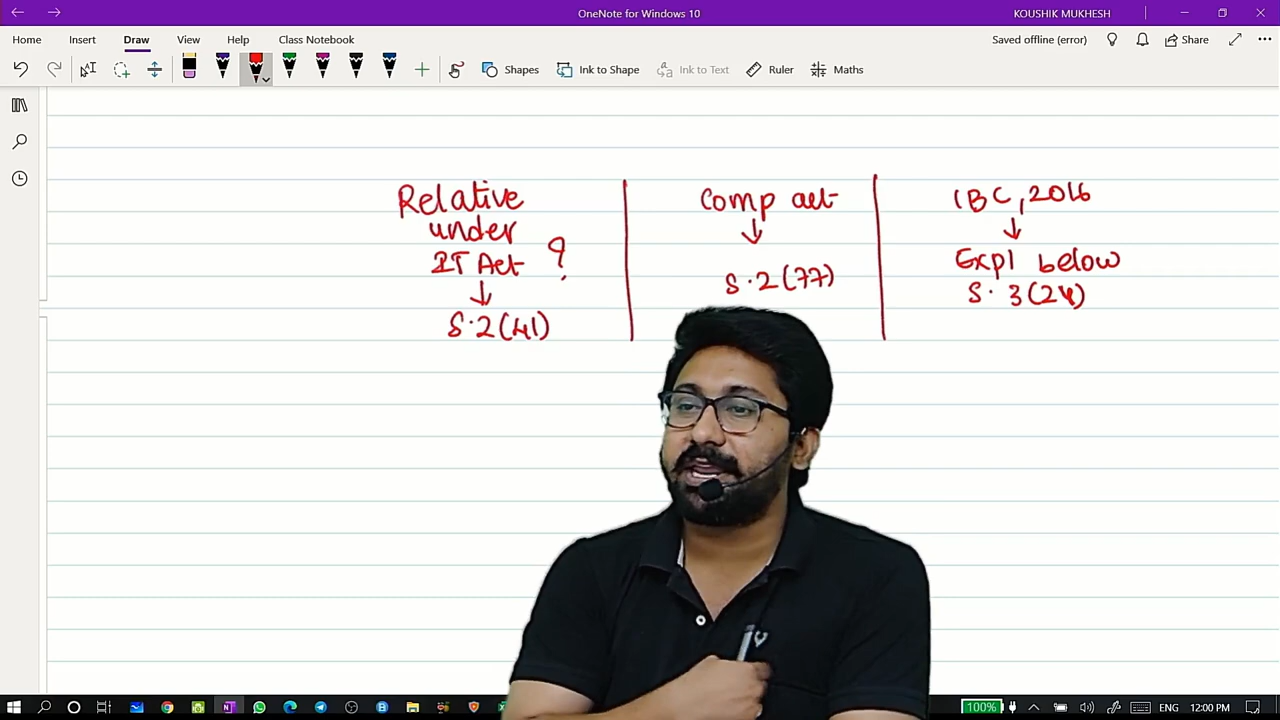 OneNote for Windows 10
KOUSHIK MUKHESH
Home Insert Draw View Help Class Notebook
Saved offline (error)
Share
Shapes
Ink to Shape
Ink to Text
Ruler
Maths
Relative
under
IT Act ?
S.2(41)
Comp act
S.2(77)
IBC, 2016
Expl below
S. 3(24)
100%
ENG
12:00 PM